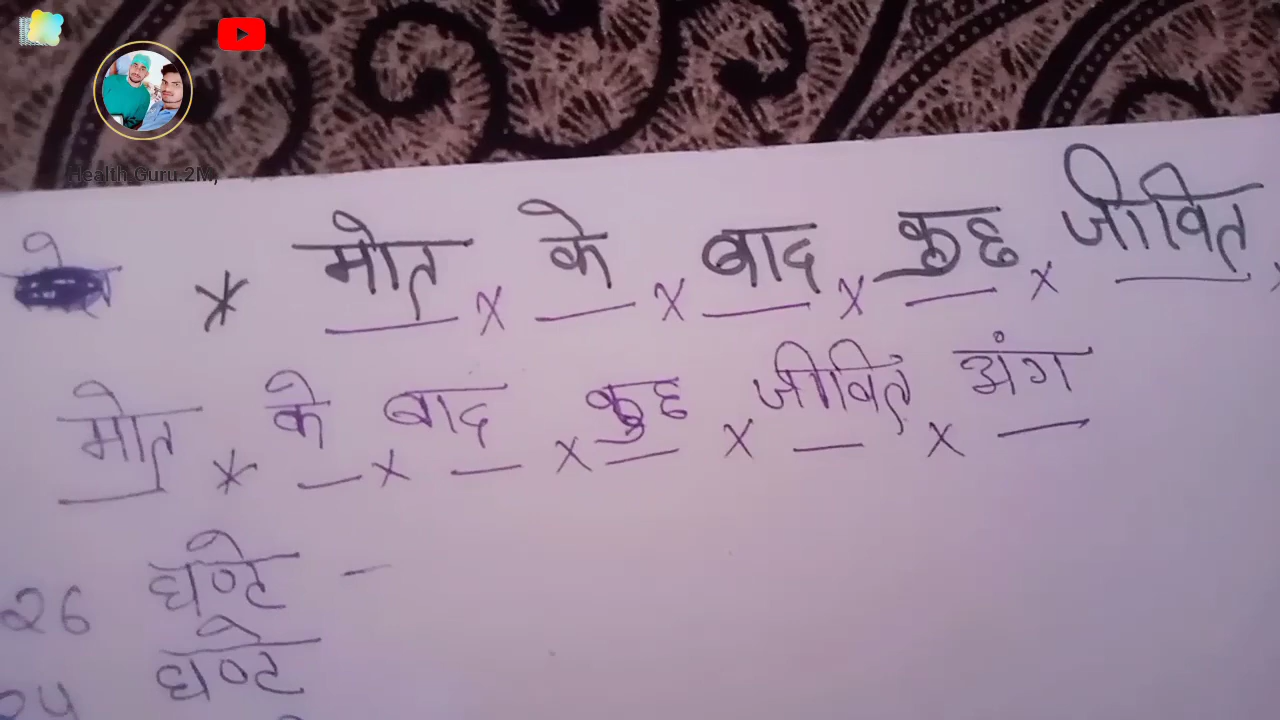 Health Guru.2M,
* मोत × के × बाद × कुछ × जीवित
मोत * के × बाद × कुछ × जीवित × अंग
26 घण्टे —
घण्टे